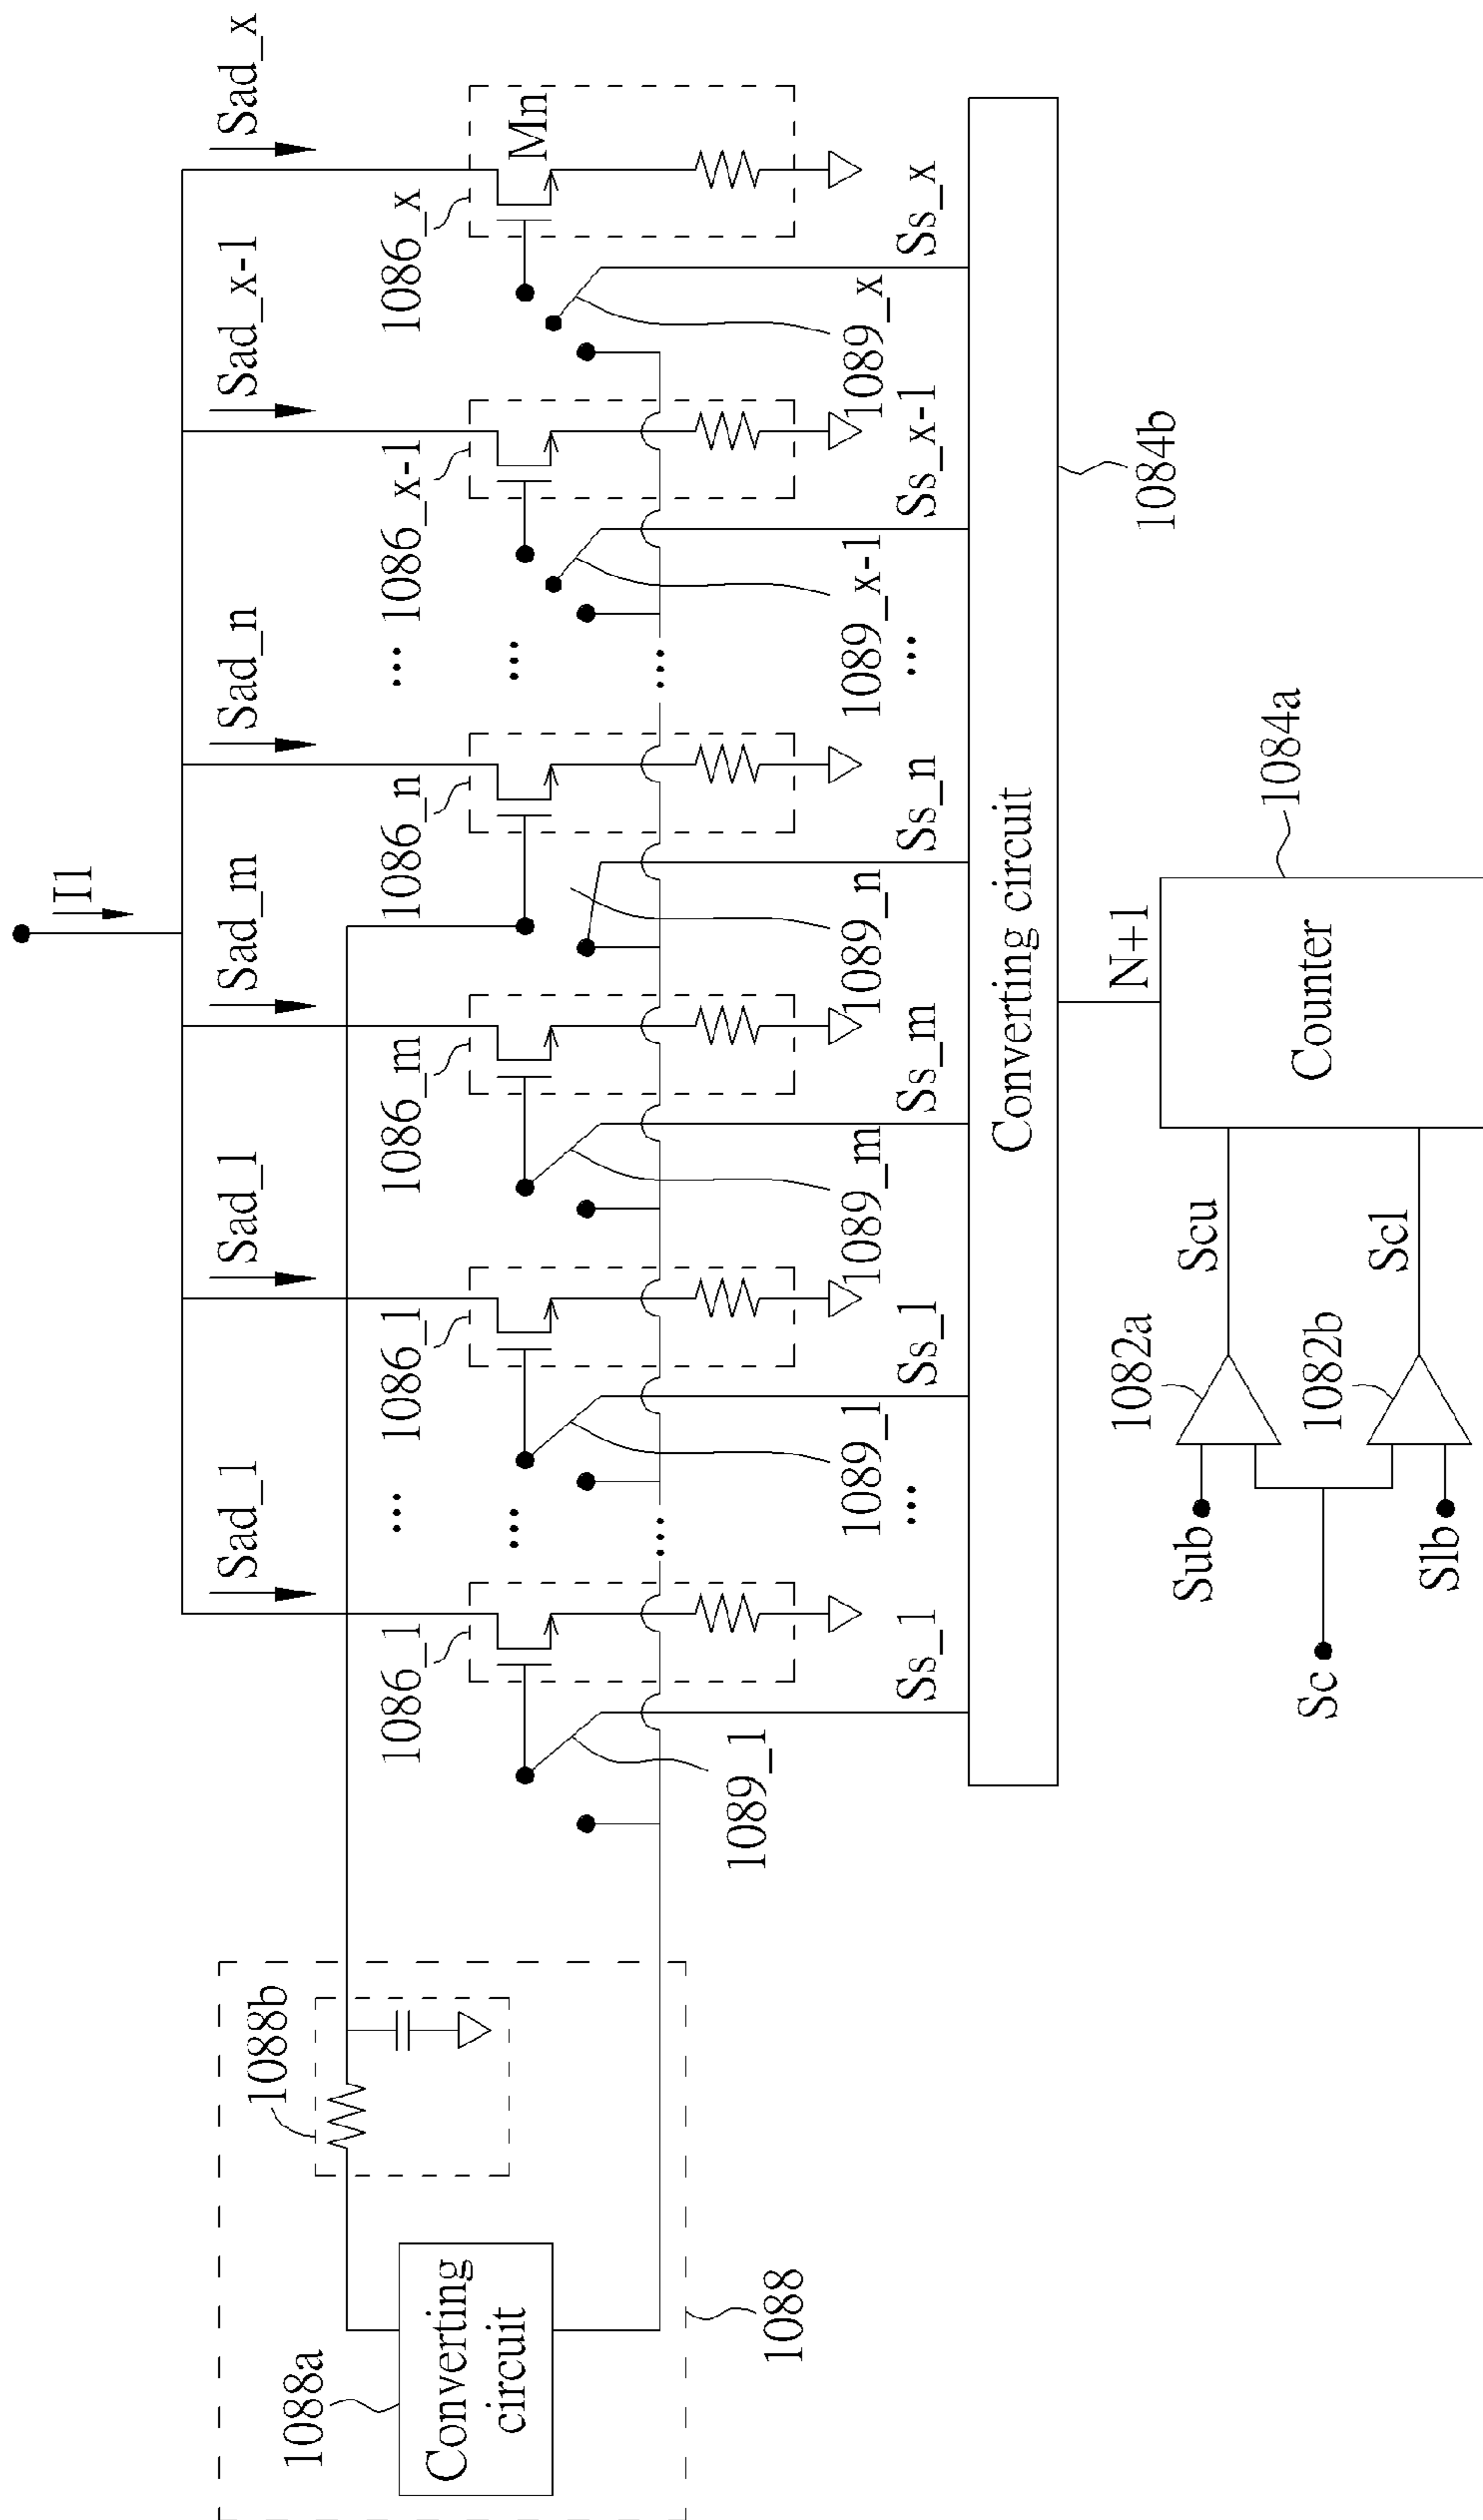 I1
Sad_1
Sad_l
Sad_m
Sad_n
Sad_x-1
Sad_x
1088b
1088a
1086_1
...
1086_l
1086_m
1086_n
...
1086_x-1
1086_x
Converting
circuit
...
...
Mn
...
...
1088
1089_1
1089_l
1089_m
1089_n
1089_x-1
1089_x
Ss_1
...
Ss_l
Ss_m
Ss_n
...
Ss_x-1
Ss_x
Converting circuit
1084b
N+1
1082a
Sub
Scu
1084a
Sc
Counter
1082b
Scl
Slb